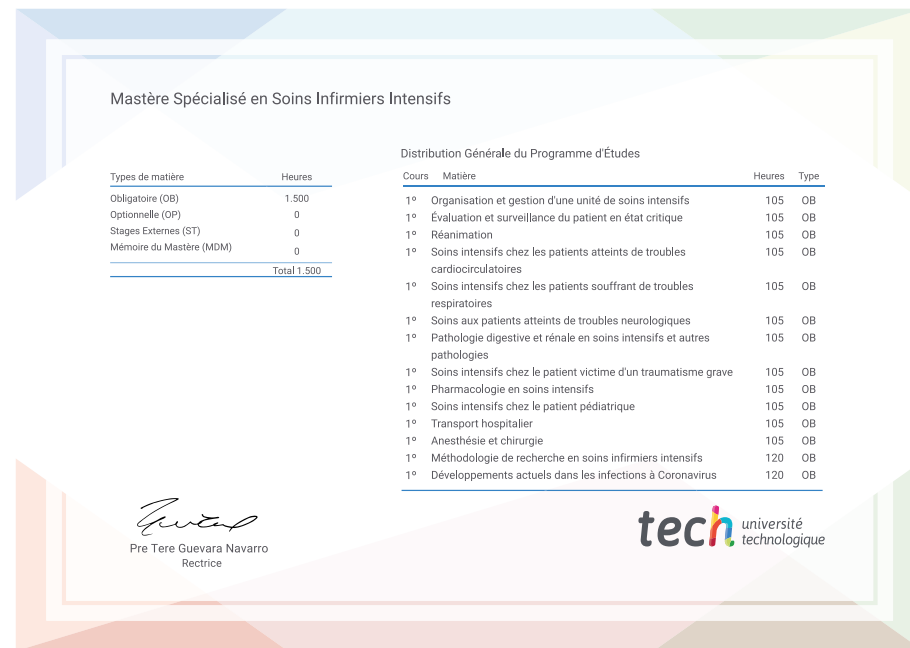 Mastère Spécialisé en Soins Infirmiers Intensifs
Types de matière Heures
Obligatoire (OB) 1.500
Optionnelle (OP) 0
Stages Externes (ST) 0
Mémoire du Mastère (MDM) 0
Total 1.500
Distribution Générale du Programme d'Études
Cours Matière Heures Type
1º Organisation et gestion d'une unité de soins intensifs 105 OB
1º Évaluation et surveillance du patient en état critique 105 OB
1º Réanimation 105 OB
1º Soins intensifs chez les patients atteints de troubles 105 OB
cardiocirculatoires
1º Soins intensifs chez les patients souffrant de troubles 105 OB
respiratoires
1º Soins aux patients atteints de troubles neurologiques 105 OB
1º Pathologie digestive et rénale en soins intensifs et autres 105 OB
pathologies
1º Soins intensifs chez le patient victime d'un traumatisme grave 105 OB
1º Pharmacologie en soins intensifs 105 OB
1º Soins intensifs chez le patient pédiatrique 105 OB
1º Transport hospitalier 105 OB
1º Anesthésie et chirurgie 105 OB
1º Méthodologie de recherche en soins infirmiers intensifs 120 OB
1º Développements actuels dans les infections à Coronavirus 120 OB
Pre Tere Guevara Navarro
Rectrice
tech université
technologique